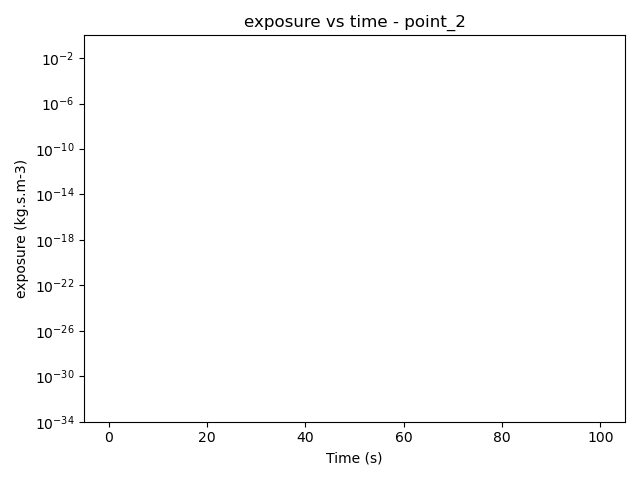 exposure vs time - point_2
exposure (kg.s.m-3)
10⁻²
10⁻⁶
10⁻¹⁰
10⁻¹⁴
10⁻¹⁸
10⁻²²
10⁻²⁶
10⁻³⁰
10⁻³⁴
0 20 40 60 80 100
Time (s)